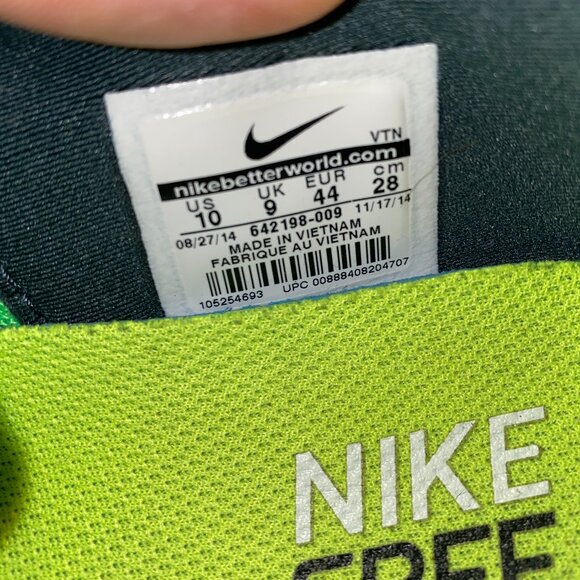 VTN
nikebetterworld.com
US UK EUR cm
10 9 44 28
08/27/14 642198-009 11/17/14
MADE IN VIETNAM
FABRIQUE AU VIETNAM
105254693 UPC 00888408204707
NIKE
FREE